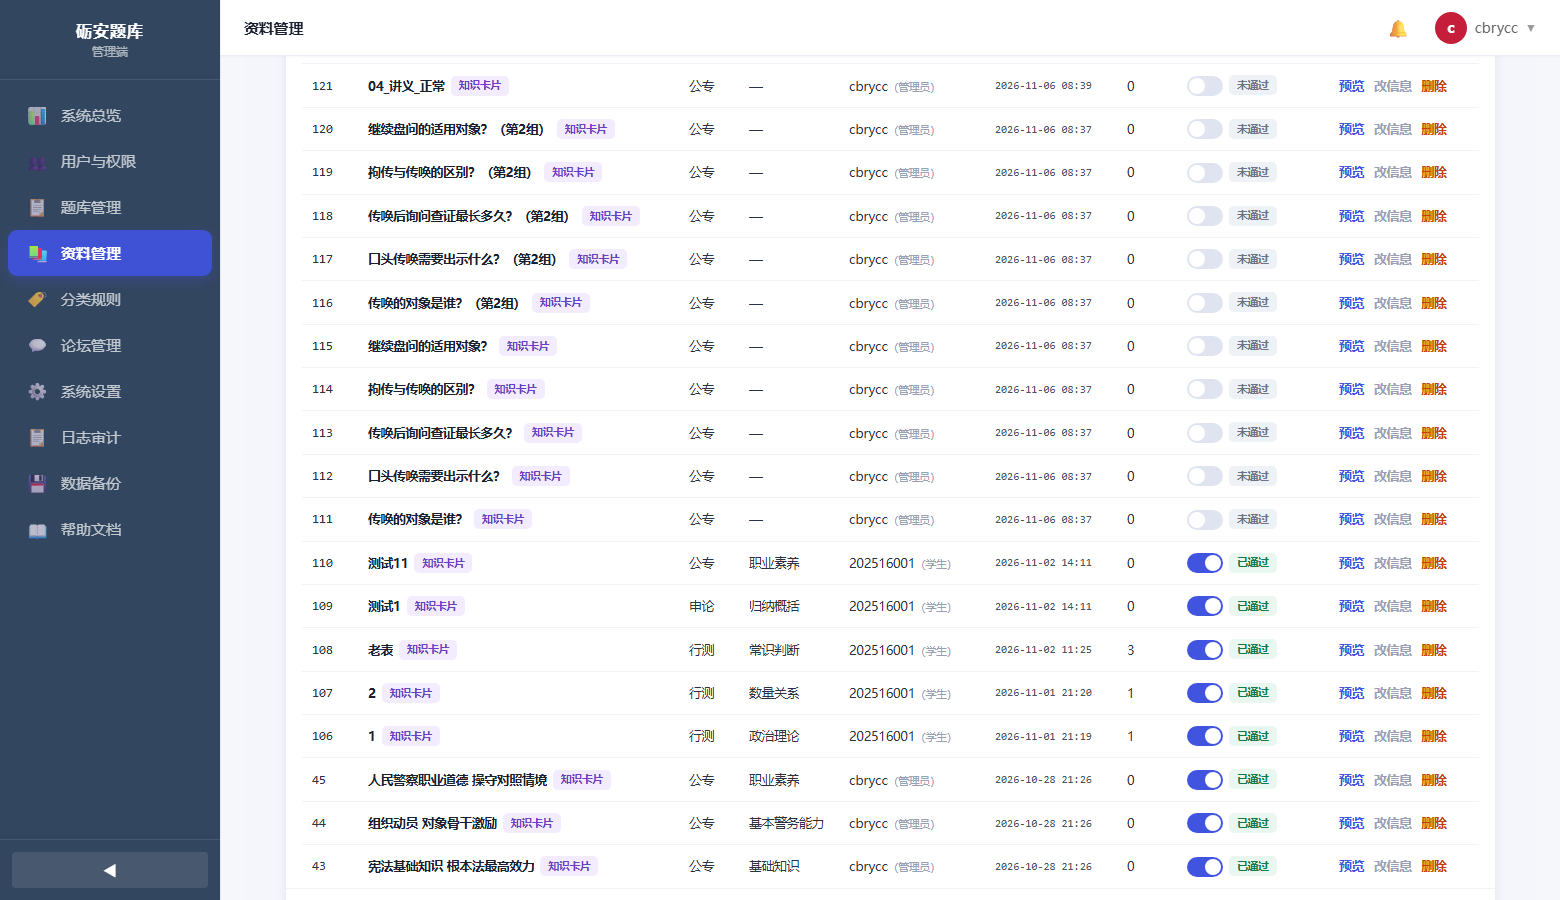 砺安题库
管理端
系统总览
用户与权限
题库管理
资料管理
分类规则
论坛管理
系统设置
日志审计
数据备份
帮助文档
◀
资料管理
c cbrycc ▼
121 04_讲义_正常 知识卡片 公专 — cbrycc (管理员) 2026-11-06 08:39 0 未通过 预览 改信息 删除
120 继续盘问的适用对象？（第2组） 知识卡片 公专 — cbrycc (管理员) 2026-11-06 08:37 0 未通过 预览 改信息 删除
119 拘传与传唤的区别？（第2组） 知识卡片 公专 — cbrycc (管理员) 2026-11-06 08:37 0 未通过 预览 改信息 删除
118 传唤后询问查证最长多久？（第2组） 知识卡片 公专 — cbrycc (管理员) 2026-11-06 08:37 0 未通过 预览 改信息 删除
117 口头传唤需要出示什么？（第2组） 知识卡片 公专 — cbrycc (管理员) 2026-11-06 08:37 0 未通过 预览 改信息 删除
116 传唤的对象是谁？（第2组） 知识卡片 公专 — cbrycc (管理员) 2026-11-06 08:37 0 未通过 预览 改信息 删除
115 继续盘问的适用对象？ 知识卡片 公专 — cbrycc (管理员) 2026-11-06 08:37 0 未通过 预览 改信息 删除
114 拘传与传唤的区别？ 知识卡片 公专 — cbrycc (管理员) 2026-11-06 08:37 0 未通过 预览 改信息 删除
113 传唤后询问查证最长多久？ 知识卡片 公专 — cbrycc (管理员) 2026-11-06 08:37 0 未通过 预览 改信息 删除
112 口头传唤需要出示什么？ 知识卡片 公专 — cbrycc (管理员) 2026-11-06 08:37 0 未通过 预览 改信息 删除
111 传唤的对象是谁？ 知识卡片 公专 — cbrycc (管理员) 2026-11-06 08:37 0 未通过 预览 改信息 删除
110 测试11 知识卡片 公专 职业素养 202516001 (学生) 2026-11-02 14:11 0 已通过 预览 改信息 删除
109 测试1 知识卡片 申论 归纳概括 202516001 (学生) 2026-11-02 14:11 0 已通过 预览 改信息 删除
108 老表 知识卡片 行测 常识判断 202516001 (学生) 2026-11-02 11:25 3 已通过 预览 改信息 删除
107 2 知识卡片 行测 数量关系 202516001 (学生) 2026-11-01 21:20 1 已通过 预览 改信息 删除
106 1 知识卡片 行测 政治理论 202516001 (学生) 2026-11-01 21:19 1 已通过 预览 改信息 删除
45 人民警察职业道德 操守对照情境 知识卡片 公专 职业素养 cbrycc (管理员) 2026-10-28 21:26 0 已通过 预览 改信息 删除
44 组织动员 对象骨干激励 知识卡片 公专 基本警务能力 cbrycc (管理员) 2026-10-28 21:26 0 已通过 预览 改信息 删除
43 宪法基础知识 根本法最高效力 知识卡片 公专 基础知识 cbrycc (管理员) 2026-10-28 21:26 0 已通过 预览 改信息 删除